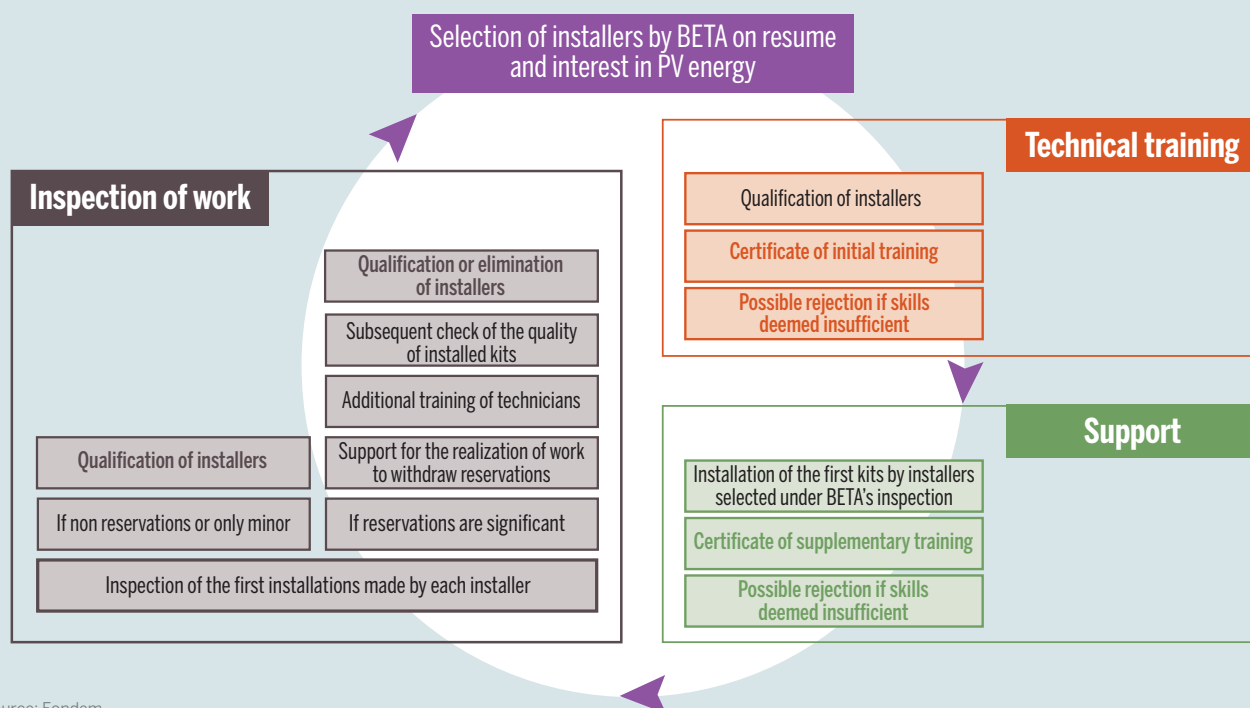 Selection of installers by BETA on resume
and interest in PV energy
Technical training
Qualification of installers
Certificate of initial training
Possible rejection if skills
deemed insufficient
Support
Installation of the first kits by installers
selected under BETA's inspection
Certificate of supplementary training
Possible rejection if skills
deemed insufficient
Inspection of work
Qualification or elimination
of installers
Subsequent check of the quality
of installed kits
Additional training of technicians
Qualification of installers
Support for the realization of work
to withdraw reservations
If non reservations or only minor
If reservations are significant
Inspection of the first installations made by each installer
Fondem